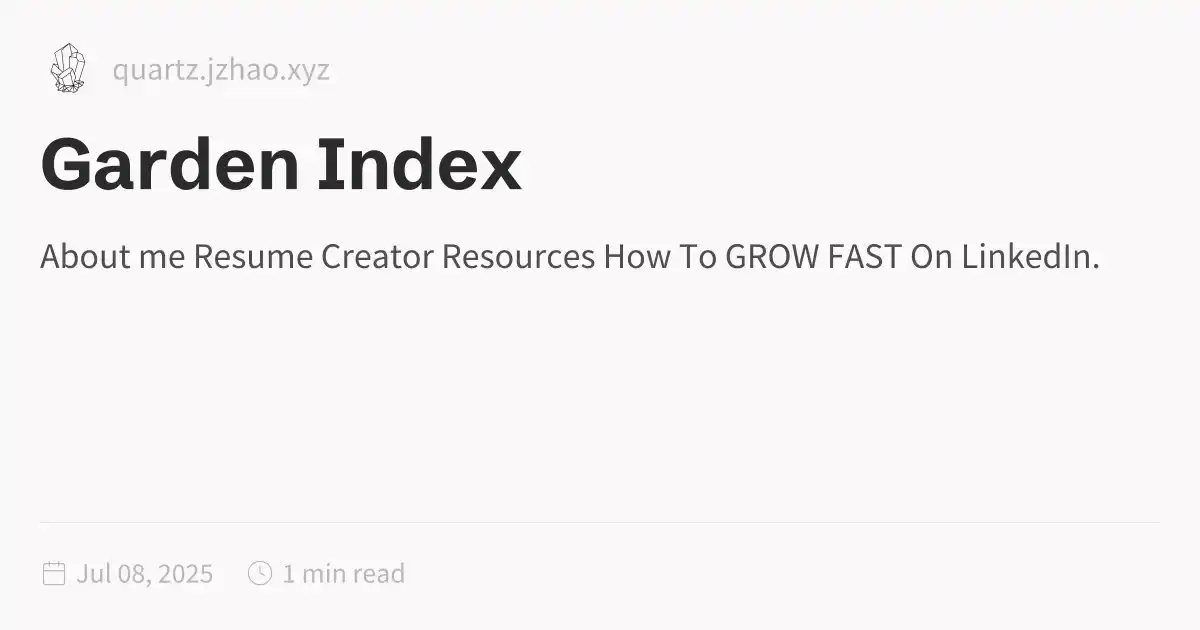 quartz.jzhao.xyz
Garden Index
About me Resume Creator Resources How To GROW FAST On LinkedIn.
Jul 08, 2025 1 min read